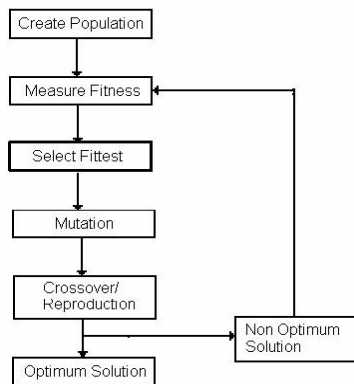 Create Population
Measure Fitness
Select Fittest
Mutation
Crossover/
Reproduction
Non Optimum
Solution
Optimum Solution